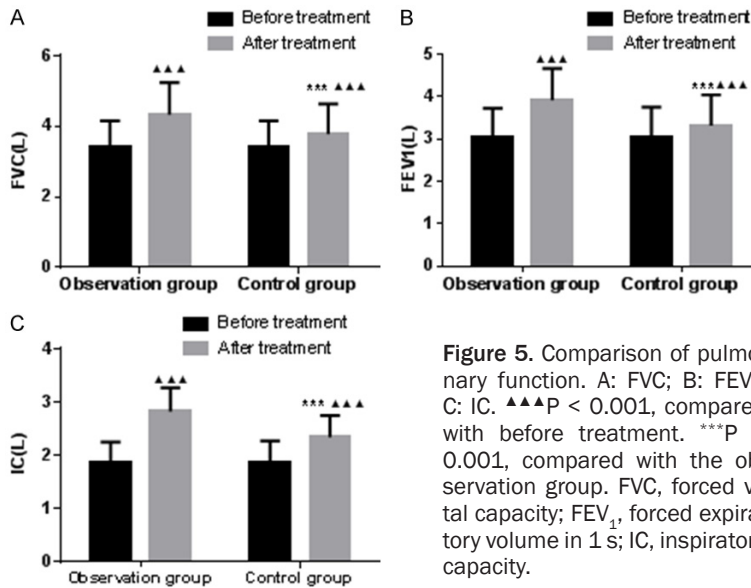 A
Before treatment
After treatment
FVC(L)
6
4
2
0
▲▲▲
*** ▲▲▲
Observation group Control group
B
Before treatment
After treatment
FEV1(L)
5
4
3
2
1
0
▲▲▲
***▲▲▲
Observation group Control group
C
Before treatment
After treatment
IC(L)
4
3
2
1
0
▲▲▲
*** ▲▲▲
Observation group Control group
Figure 5. Comparison of pulmo
nary function. A: FVC; B: FEV
C: IC. ▲▲▲P < 0.001, compare
with before treatment. ***P
0.001, compared with the ob
servation group. FVC, forced v
tal capacity; FEV₁, forced expira
tory volume in 1 s; IC, inspirator
capacity.